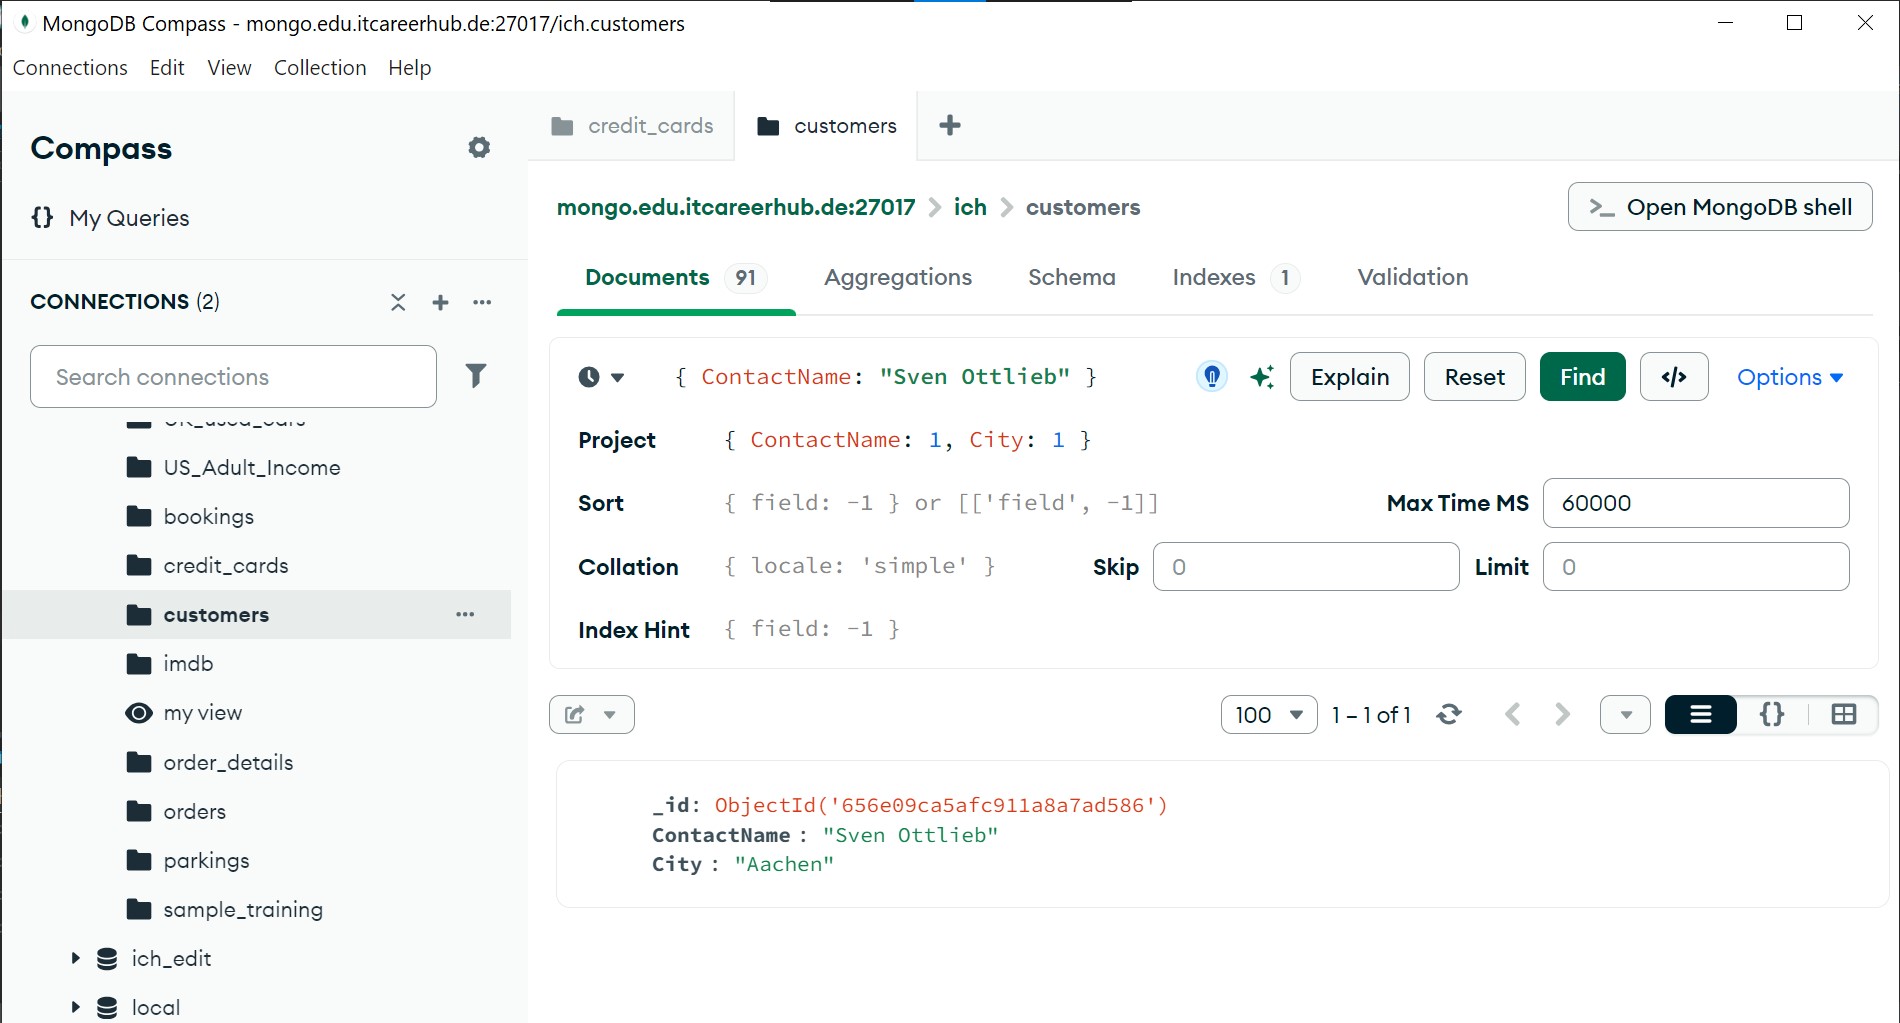 MongoDB Compass - mongo.edu.itcareerhub.de:27017/ich.customers
Connections Edit View Collection Help
Compass
My Queries
CONNECTIONS (2)
Search connections
UK_used_cars
US_Adult_Income
bookings
credit_cards
customers
imdb
my view
order_details
orders
parkings
sample_training
ich_edit
local
credit_cards customers
mongo.edu.itcareerhub.de:27017 ich customers
>_ Open MongoDB shell
Documents 91 Aggregations Schema Indexes 1 Validation
{ ContactName: "Sven Ottlieb" } Explain Reset Find </> Options
Project { ContactName: 1, City: 1 }
Sort { field: -1 } or [['field', -1]] Max Time MS 60000
Collation { locale: 'simple' } Skip 0 Limit 0
Index Hint { field: -1 }
100 1 – 1 of 1
_id: ObjectId('656e09ca5afc911a8a7ad586')
ContactName : "Sven Ottlieb"
City : "Aachen"